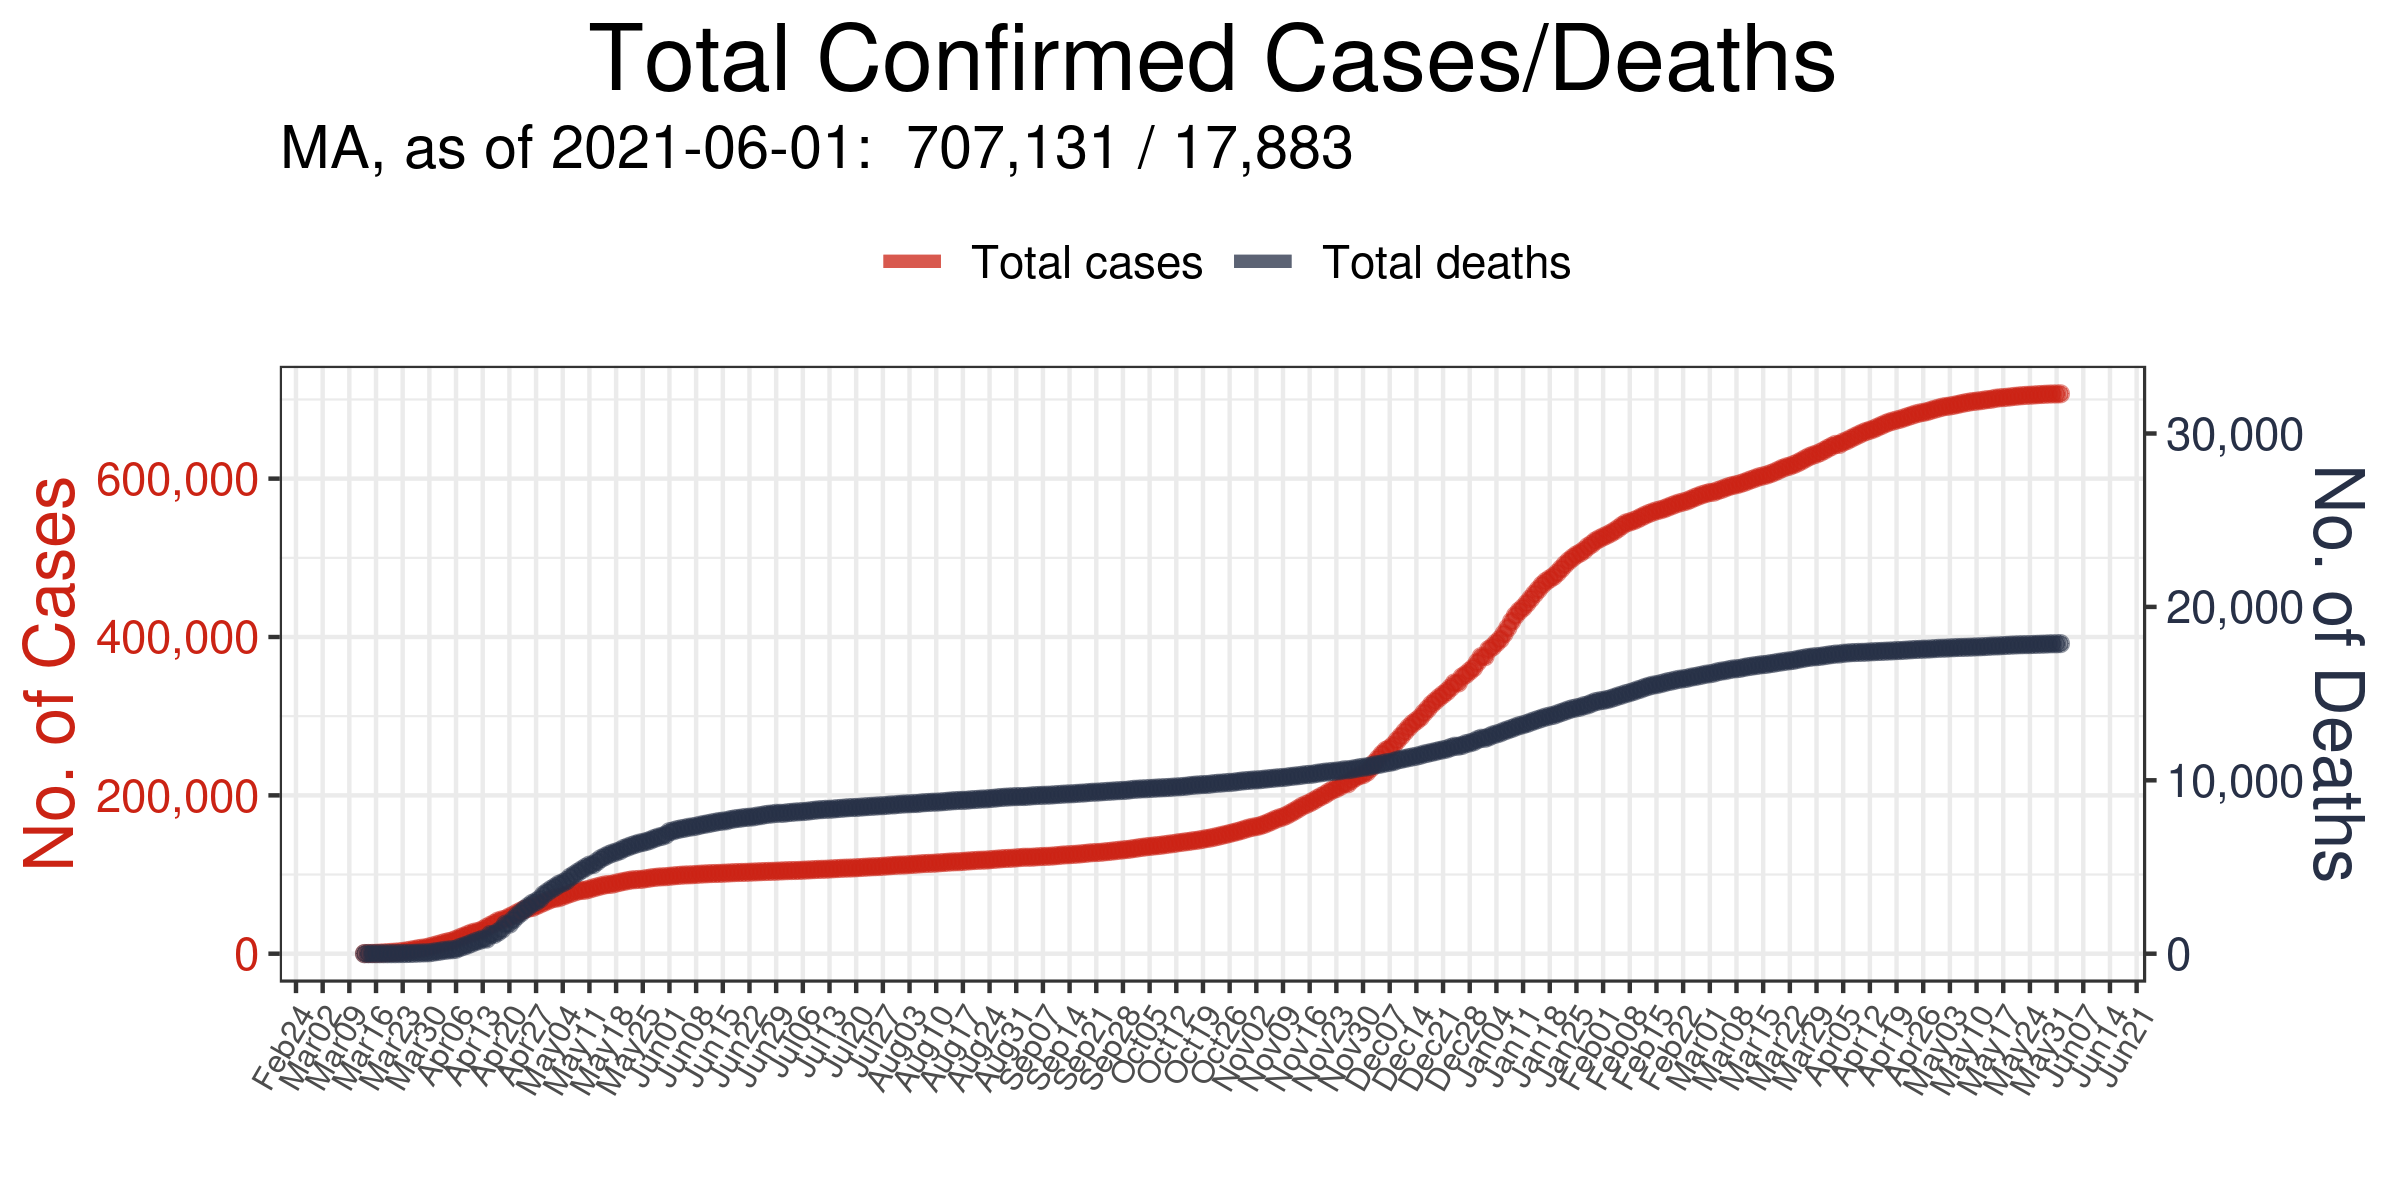 Total Confirmed Cases/Deaths
MA, as of 2021-06-01:  707,131 / 17,883
Total cases
Total deaths
No. of Cases
600,000
400,000
200,000
0
30,000
20,000
10,000
0
No. of Deaths
Feb24
Mar02
Mar09
Mar16
Mar23
Mar30
Apr06
Apr13
Apr20
Apr27
May04
May11
May18
May25
Jun01
Jun08
Jun15
Jun22
Jun29
Jul06
Jul13
Jul20
Jul27
Aug03
Aug10
Aug17
Aug24
Aug31
Sep07
Sep14
Sep21
Sep28
Oct05
Oct12
Oct19
Oct26
Nov02
Nov09
Nov16
Nov23
Nov30
Dec07
Dec14
Dec21
Dec28
Jan04
Jan11
Jan18
Jan25
Feb01
Feb08
Feb15
Feb22
Mar01
Mar08
Mar15
Mar22
Mar29
Apr05
Apr12
Apr19
Apr26
May03
May10
May17
May24
May31
Jun07
Jun14
Jun21